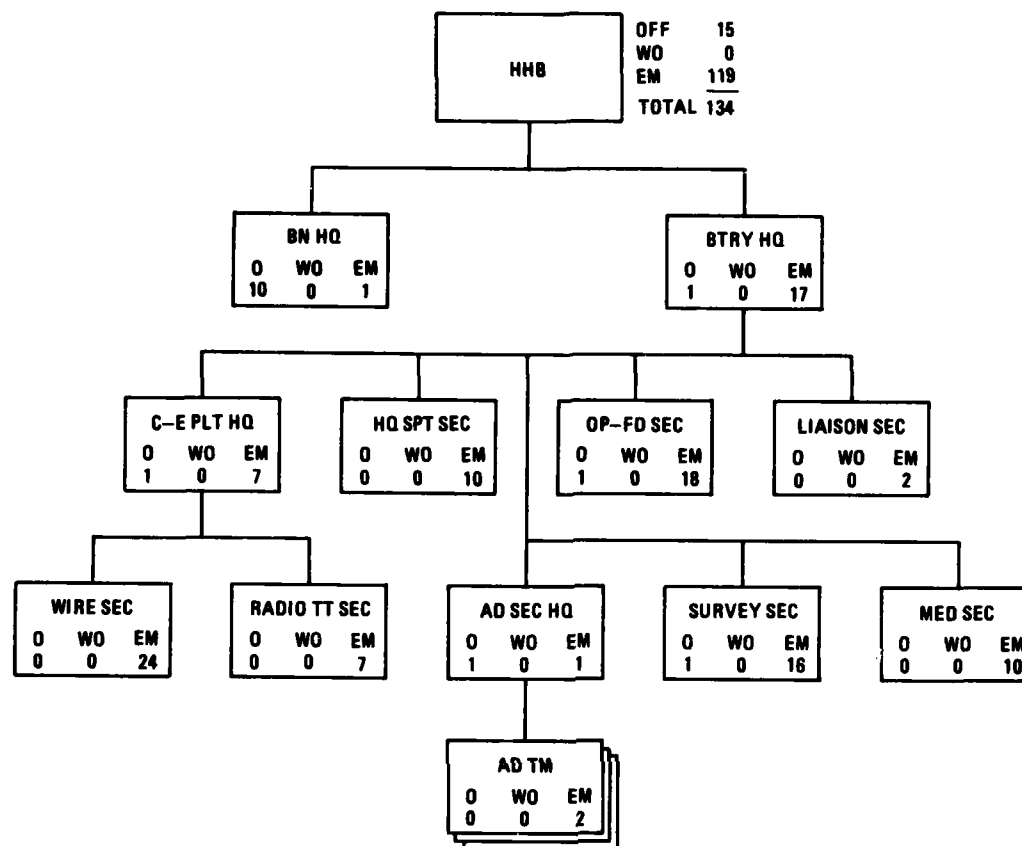 HHB
OFF 15
WO 0
EM 119
TOTAL 134
BN HQ
O WO EM
10 0 1
BTRY HQ
O WO EM
1 0 17
C-E PLT HQ
O WO EM
1 0 7
HQ SPT SEC
O WO EM
0 0 10
OP-FD SEC
O WO EM
1 0 18
LIAISON SEC
O WO EM
0 0 2
WIRE SEC
O WO EM
0 0 24
RADIO TT SEC
O WO EM
0 0 7
AD SEC HQ
O WO EM
1 0 1
SURVEY SEC
O WO EM
1 0 16
MED SEC
O WO EM
0 0 10
AD TM
O WO EM
0 0 2